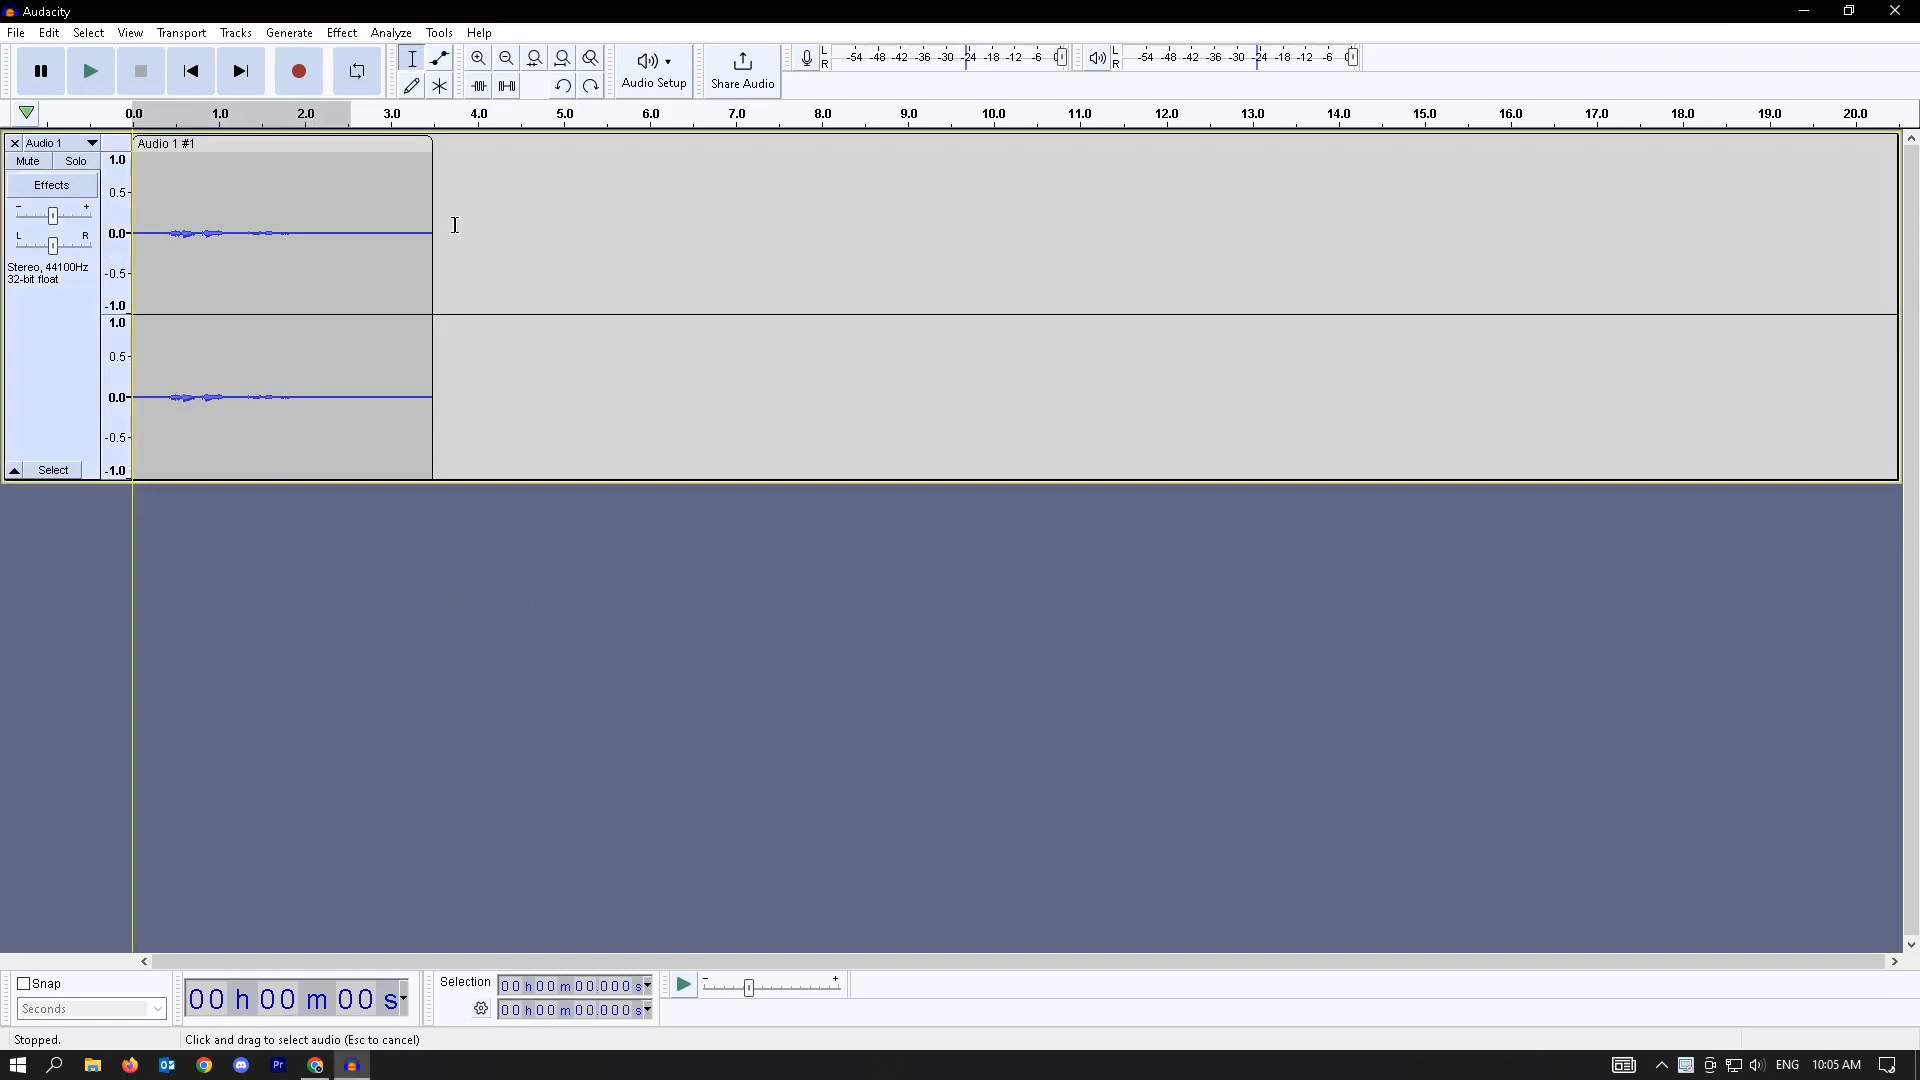 Audacity
File Edit Select View Transport Tracks Generate Effect Analyze Tools Help
Audio Setup
Share Audio
L
R
-54 -48 -42 -36 -30 -24 -18 -12 -6 0
L
R
-54 -48 -42 -36 -30 -24 -18 -12 -6 0
0.0 1.0 2.0 3.0 4.0 5.0 6.0 7.0 8.0 9.0 10.0 11.0 12.0 13.0 14.0 15.0 16.0 17.0 18.0 19.0 20.0
Audio 1
Audio 1 #1
Mute Solo
Effects
- +
L R
Stereo, 44100Hz
32-bit float
Select
1.0
0.5
0.0
-0.5
-1.0
1.0
0.5
0.0
-0.5
-1.0
Snap
Seconds
00 h 00 m 00 s
Selection
00 h 00 m 00.000 s
00 h 00 m 00.000 s
- +
Stopped.
Click and drag to select audio (Esc to cancel)
Pr
ENG
10:05 AM